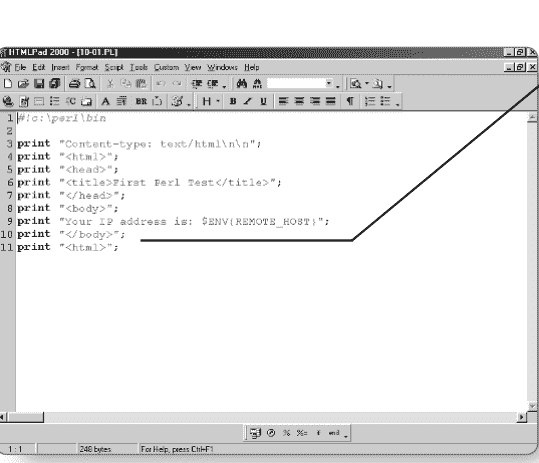 HTMLPad 2000 - [10-01.PL]
File Edit Insert Format Script Tools Custom View Windows Help
BR
H B I U ¶
1 #!c:\perl\bin
2
3 print "Content-type: text/html\n\n";
4 print "<html>";
5 print "<head>";
6 print "<title>First Perl Test</title>";
7 print "</head>";
8 print "<body>";
9 print "Your IP address is: $ENV{REMOTE_HOST}";
10 print "</body>";
11 print "<html>";
% %=
1 : 1 248 bytes For Help, press Ctrl+F1